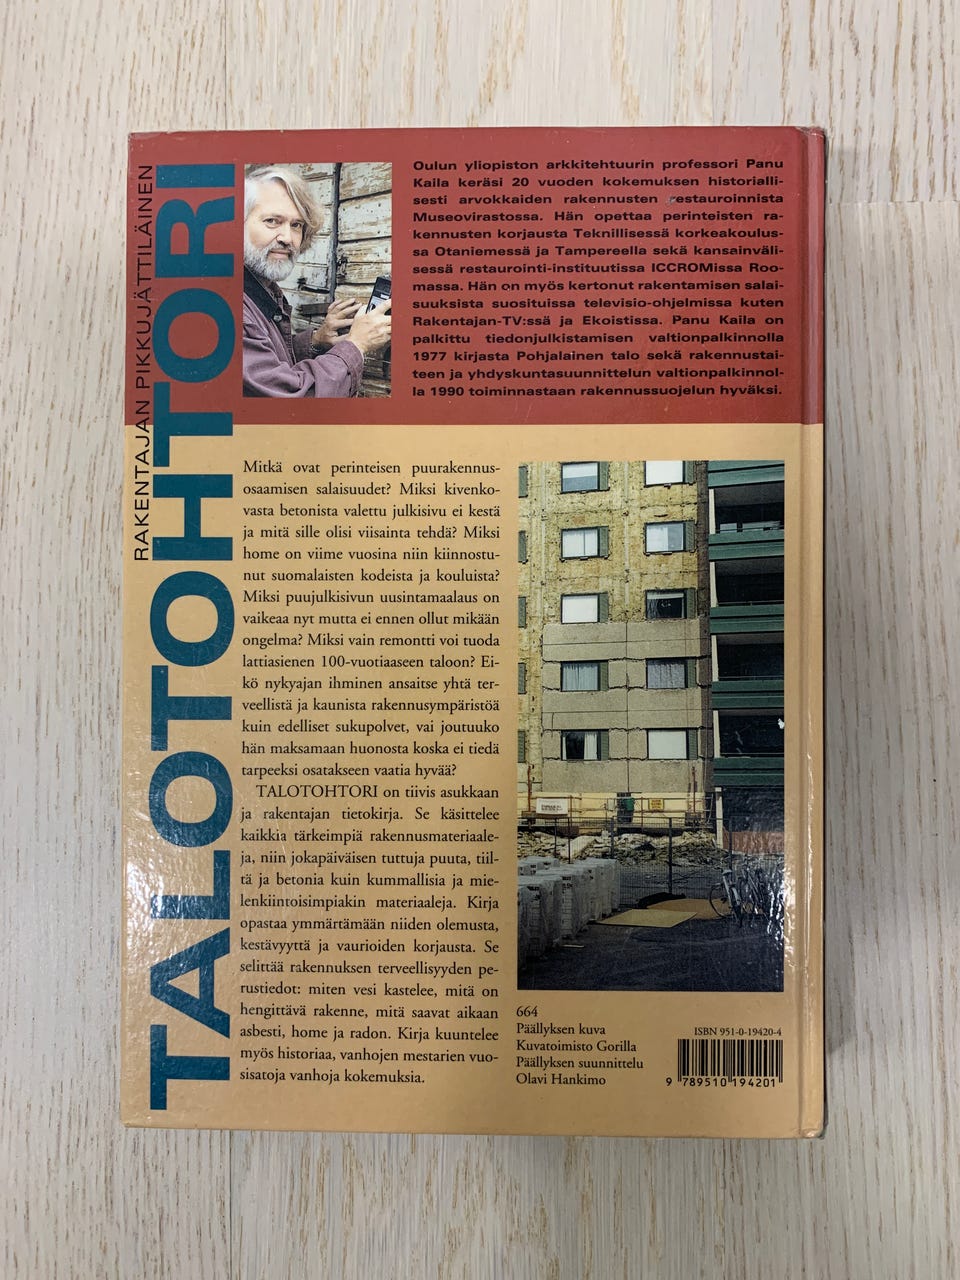 RAKENTAJAN PIKKUJÄTTILÄINEN
TALOTOHTORI
Oulun yliopiston arkkitehtuurin professori Panu
Kaila keräsi 20 vuoden kokemuksen historialli-
sesti arvokkaiden rakennusten restauroinnista
Museovirastossa. Hän opettaa perinteisten ra-
kennusten korjausta Teknillisessä korkeakoulus-
sa Otaniemessä ja Tampereella sekä kansainväli-
sessä restaurointi-instituutissa ICCROMissa Roo-
massa. Hän on myös kertonut rakentamisen salai-
suuksista suosituissa televisio-ohjelmissa kuten
Rakentajan-TV:ssä ja Ekoistissa. Panu Kaila on
palkittu tiedonjulkistamisen valtionpalkinnolla
1977 kirjasta Pohjalainen talo sekä rakennustai-
teen ja yhdyskuntasuunnittelun valtionpalkinnol-
la 1990 toiminnastaan rakennussuojelun hyväksi.
Mitkä ovat perinteisen puurakennus-
osaamisen salaisuudet? Miksi kivenko-
vasta betonista valettu julkisivu ei kestä
ja mitä sille olisi viisainta tehdä? Miksi
home on viime vuosina niin kiinnostu-
nut suomalaisten kodeista ja kouluista?
Miksi puujulkisivun uusintamaalaus on
vaikeaa nyt mutta ei ennen ollut mikään
ongelma? Miksi vain remontti voi tuoda
lattiasienen 100-vuotiaaseen taloon? Ei-
kö nykyajan ihminen ansaitse yhtä ter-
veellistä ja kaunista rakennusympäristöä
kuin edelliset sukupolvet, vai joutuuko
hän maksamaan huonosta koska ei tiedä
tarpeeksi osatakseen vaatia hyvää?
TALOTOHTORI on tiivis asukkaan
ja rakentajan tietokirja. Se käsittelee
kaikkia tärkeimpiä rakennusmateriaale-
ja, niin jokapäiväisen tuttuja puuta, tiil-
tä ja betonia kuin kummallisia ja mie-
lenkiintoisimpiakin materiaaleja. Kirja
opastaa ymmärtämään niiden olemusta,
kestävyyttä ja vaurioiden korjausta. Se
selittää rakennuksen terveellisyyden pe-
rustiedot: miten vesi kastelee, mitä on
hengittävä rakenne, mitä saavat aikaan
asbesti, home ja radon. Kirja kuuntelee
myös historiaa, vanhojen mestarien vuo-
sisatoja vanhoja kokemuksia.
664
Päällyksen kuva
Kuvatoimisto Gorilla
Päällyksen suunnittelu
Olavi Hankimo
ISBN 951-0-19420-4
9 789510 194201